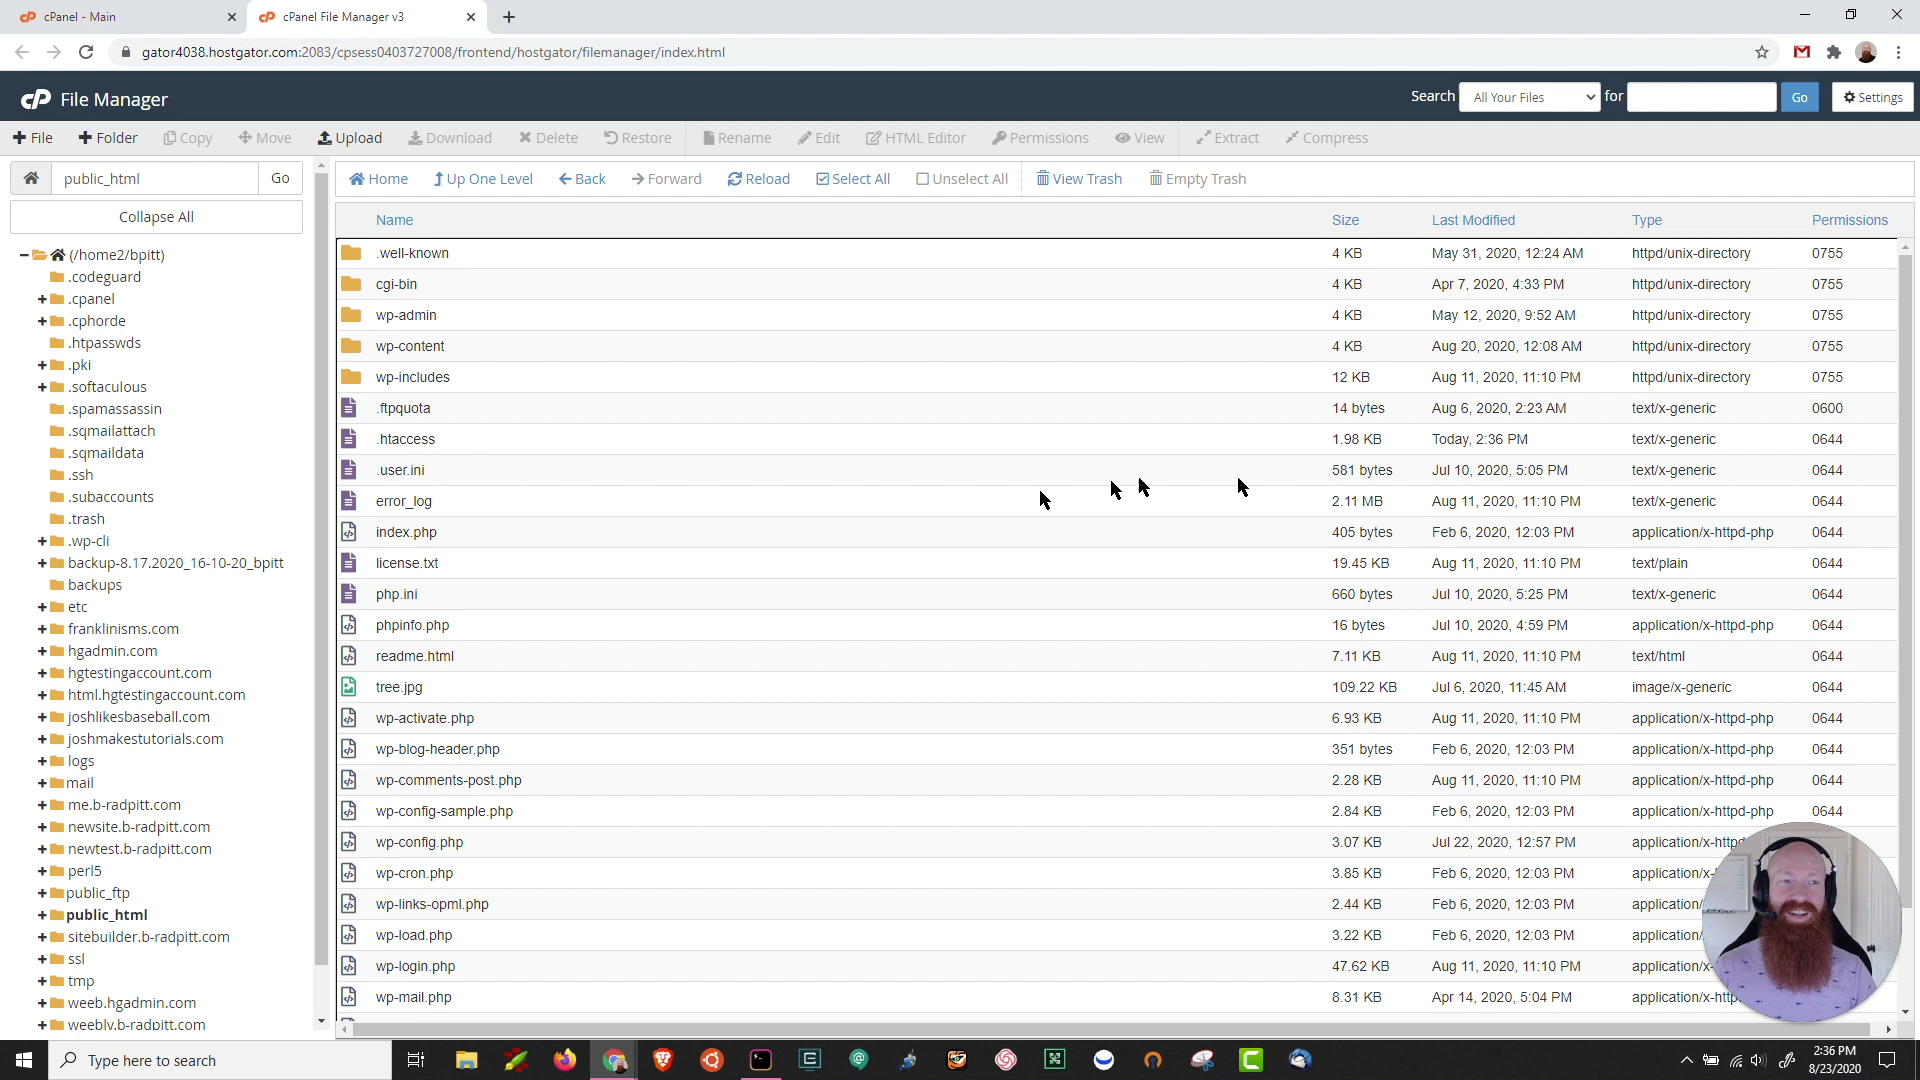 cPanel - Main
cPanel File Manager v3
gator4038.hostgator.com:2083/cpsess0403727008/frontend/hostgator/filemanager/index.html
cP File Manager
Search All Your Files for Go Settings
File Folder Copy Move Upload Download Delete Restore Rename Edit HTML Editor Permissions View Extract Compress
public_html Go
Collapse All
(/home2/bpitt)
.codeguard
.cpanel
.cphorde
.htpasswds
.pki
.softaculous
.spamassassin
.sqmailattach
.sqmaildata
.ssh
.subaccounts
.trash
.wp-cli
backup-8.17.2020_16-10-20_bpitt
backups
etc
franklinisms.com
hgadmin.com
hgtestingaccount.com
html.hgtestingaccount.com
joshlikesbaseball.com
joshmakestutorials.com
logs
mail
me.b-radpitt.com
newsite.b-radpitt.com
newtest.b-radpitt.com
perl5
public_ftp
public_html
sitebuilder.b-radpitt.com
ssl
tmp
weeb.hgadmin.com
weebly.b-radpitt.com
Home Up One Level Back Forward Reload Select All Unselect All View Trash Empty Trash
Name Size Last Modified Type Permissions
.well-known 4 KB May 31, 2020, 12:24 AM httpd/unix-directory 0755
cgi-bin 4 KB Apr 7, 2020, 4:33 PM httpd/unix-directory 0755
wp-admin 4 KB May 12, 2020, 9:52 AM httpd/unix-directory 0755
wp-content 4 KB Aug 20, 2020, 12:08 AM httpd/unix-directory 0755
wp-includes 12 KB Aug 11, 2020, 11:10 PM httpd/unix-directory 0755
.ftpquota 14 bytes Aug 6, 2020, 2:23 AM text/x-generic 0600
.htaccess 1.98 KB Today, 2:36 PM text/x-generic 0644
.user.ini 581 bytes Jul 10, 2020, 5:05 PM text/x-generic 0644
error_log 2.11 MB Aug 11, 2020, 11:10 PM text/x-generic 0644
index.php 405 bytes Feb 6, 2020, 12:03 PM application/x-httpd-php 0644
license.txt 19.45 KB Aug 11, 2020, 11:10 PM text/plain 0644
php.ini 660 bytes Jul 10, 2020, 5:25 PM text/x-generic 0644
phpinfo.php 16 bytes Jul 10, 2020, 4:59 PM application/x-httpd-php 0644
readme.html 7.11 KB Aug 11, 2020, 11:10 PM text/html 0644
tree.jpg 109.22 KB Jul 6, 2020, 11:45 AM image/x-generic 0644
wp-activate.php 6.93 KB Aug 11, 2020, 11:10 PM application/x-httpd-php 0644
wp-blog-header.php 351 bytes Feb 6, 2020, 12:03 PM application/x-httpd-php 0644
wp-comments-post.php 2.28 KB Aug 11, 2020, 11:10 PM application/x-httpd-php 0644
wp-config-sample.php 2.84 KB Feb 6, 2020, 12:03 PM application/x-httpd-php 0644
wp-config.php 3.07 KB Jul 22, 2020, 12:57 PM application/x-http
wp-cron.php 3.85 KB Feb 6, 2020, 12:03 PM application/x-
wp-links-opml.php 2.44 KB Feb 6, 2020, 12:03 PM application/
wp-load.php 3.22 KB Feb 6, 2020, 12:03 PM application/
wp-login.php 47.62 KB Aug 11, 2020, 11:10 PM application/x-
wp-mail.php 8.31 KB Apr 14, 2020, 5:04 PM application/x-http
Type here to search
2:36 PM
8/23/2020